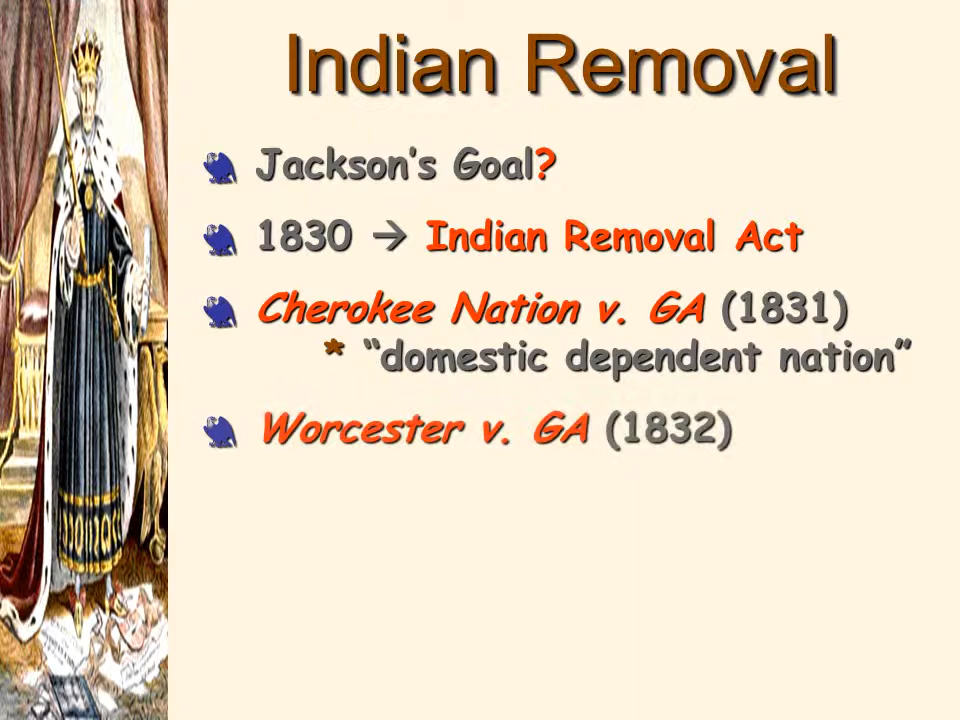 Indian Removal
Jackson’s Goal?
1830 → Indian Removal Act
Cherokee Nation v. GA (1831)
* “domestic dependent nation”
Worcester v. GA (1832)